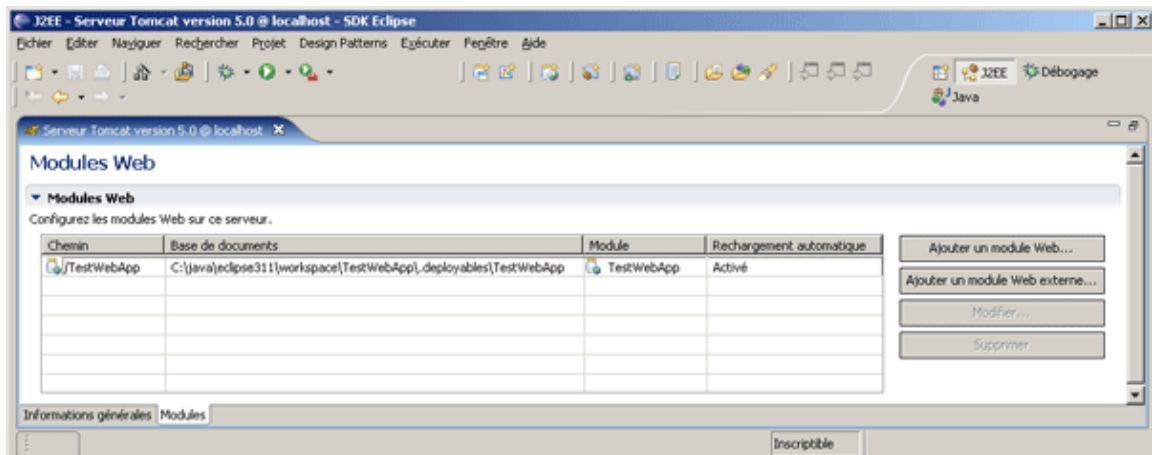 J2EE - Serveur Tomcat version 5.0 @ localhost - SDK Eclipse
Fichier Editer Naviguer Rechercher Projet Design Patterns Exécuter Fenêtre Aide
J2EE Débogage
Java
Serveur Tomcat version 5.0 @ localhost
Modules Web
Modules Web
Configurez les modules Web sur ce serveur.
Chemin Base de documents Module Rechargement automatique
/TestWebApp C:\java\eclipse311\workspace\TestWebApp\.deployables\TestWebApp TestWebApp Activé
Ajouter un module Web...
Ajouter un module Web externe...
Modifier...
Supprimer
Informations générales Modules
Inscriptible